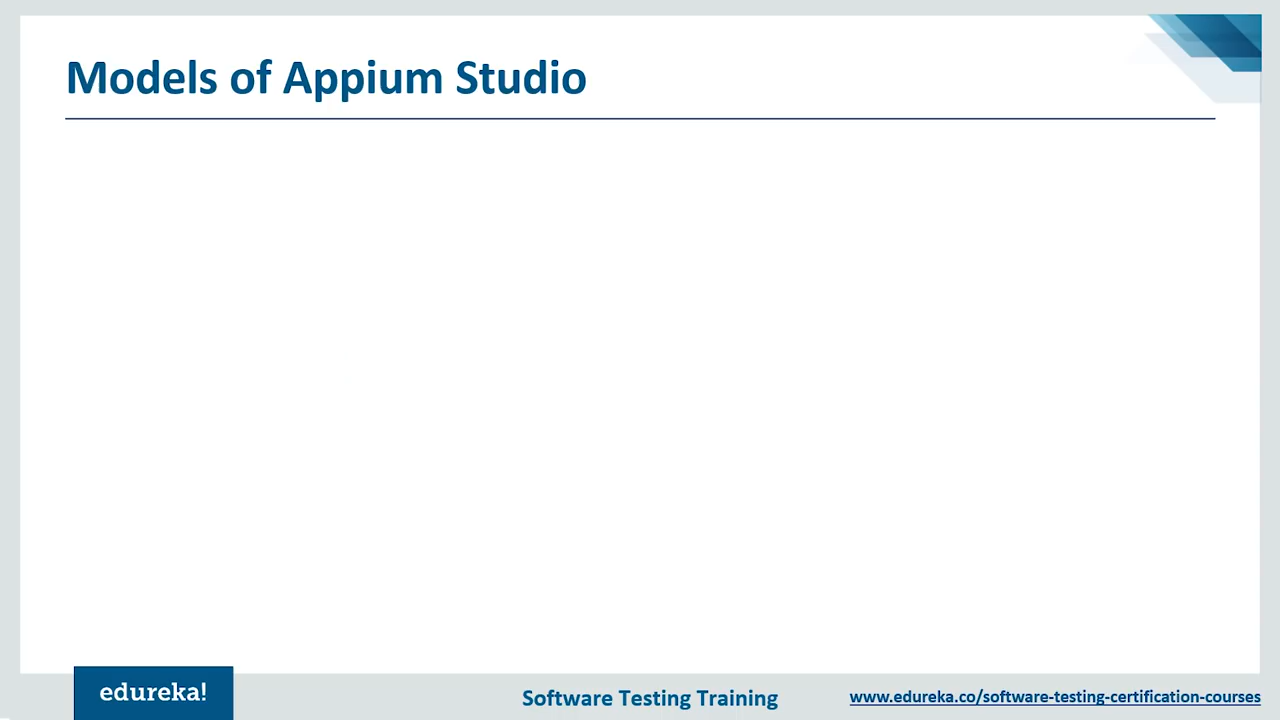 Models of Appium Studio
edureka!
Software Testing Training
www.edureka.co/software-testing-certification-courses